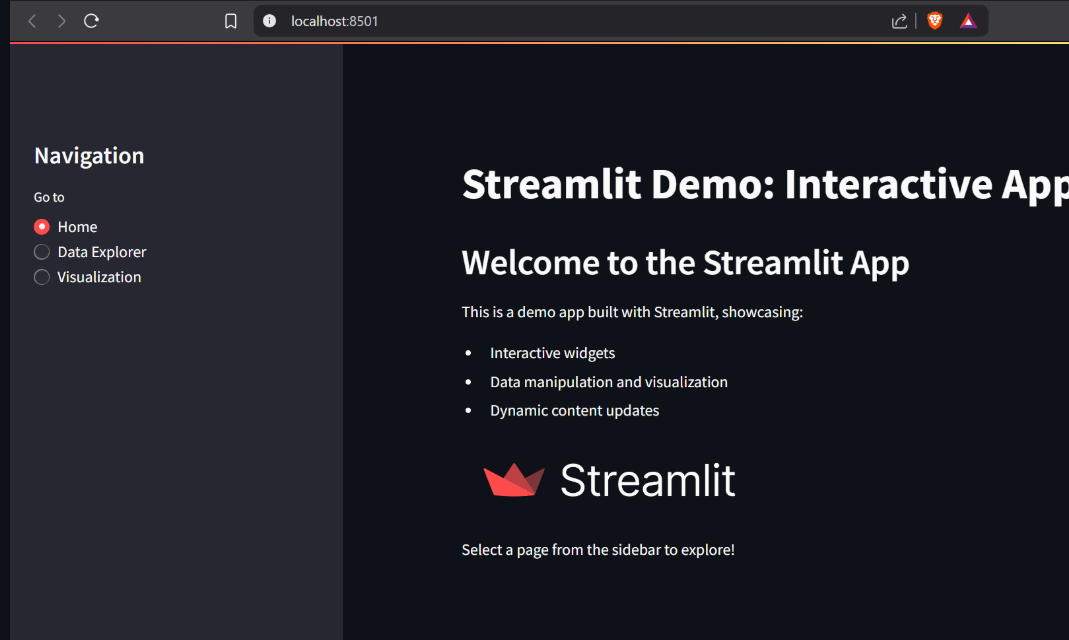 localhost:8501
Navigation
Go to
Home
Data Explorer
Visualization
Streamlit Demo: Interactive App
Welcome to the Streamlit App
This is a demo app built with Streamlit, showcasing:
• Interactive widgets
• Data manipulation and visualization
• Dynamic content updates
Streamlit
Select a page from the sidebar to explore!